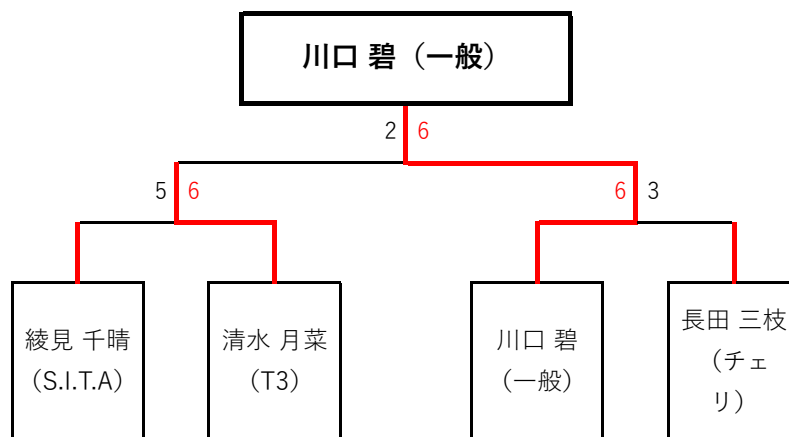 川口 碧（一般）
2 6
5 6
6 3
綾見 千晴
（S.I.T.A）
清水 月菜
（T3）
川口 碧
（一般）
長田 三枝
（チェ
リ）